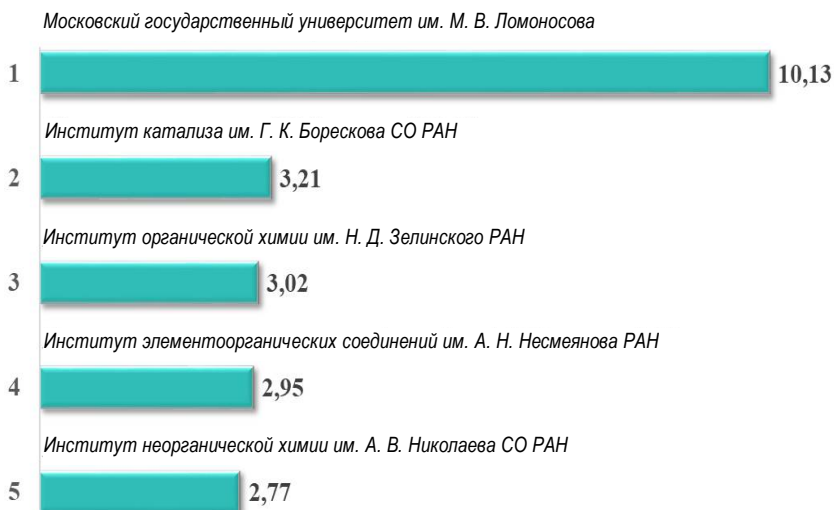 Московский государственный университет им. М. В. Ломоносова
1 10,13
Институт катализа им. Г. К. Борескова СО РАН
2 3,21
Институт органической химии им. Н. Д. Зелинского РАН
3 3,02
Институт элементоорганических соединений им. А. Н. Несмеянова РАН
4 2,95
Институт неорганической химии им. А. В. Николаева СО РАН
5 2,77